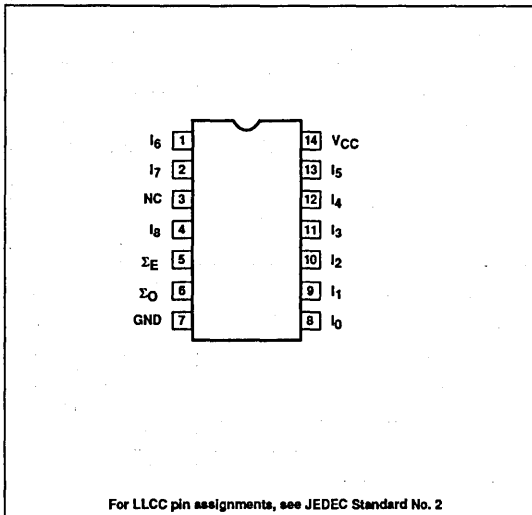 I6 1 14 VCC
I7 2 13 I5
NC 3 12 I4
I8 4 11 I3
ΣE 5 10 I2
ΣO 6 9 I1
GND 7 8 I0
For LLCC pin assignments, see JEDEC Standard No. 2